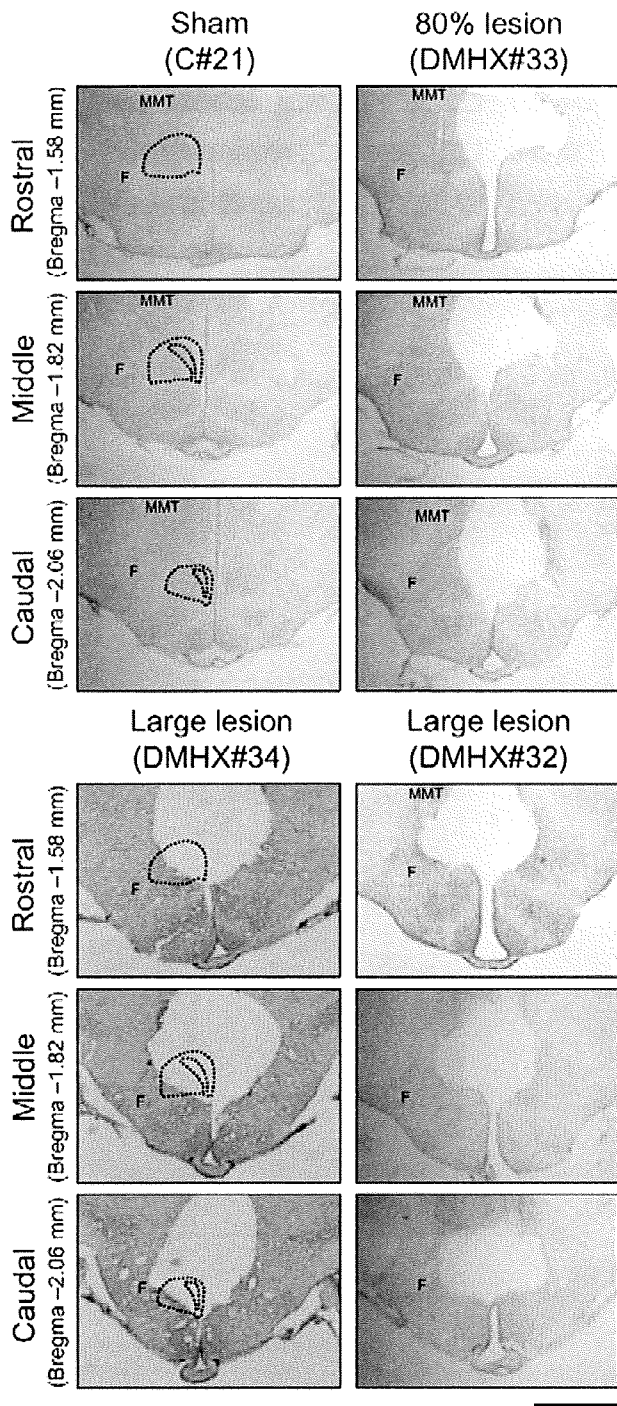 Sham
(C#21)
80% lesion
(DMHX#33)
Rostral
(Bregma −1.58 mm)
MMT
F
MMT
F
Middle
(Bregma −1.82 mm)
MMT
F
MMT
F
Caudal
(Bregma −2.06 mm)
MMT
F
MMT
F
Large lesion
(DMHX#34)
Large lesion
(DMHX#32)
Rostral
(Bregma −1.58 mm)
F
MMT
F
Middle
(Bregma −1.82 mm)
F
F
Caudal
(Bregma −2.06 mm)
F
F